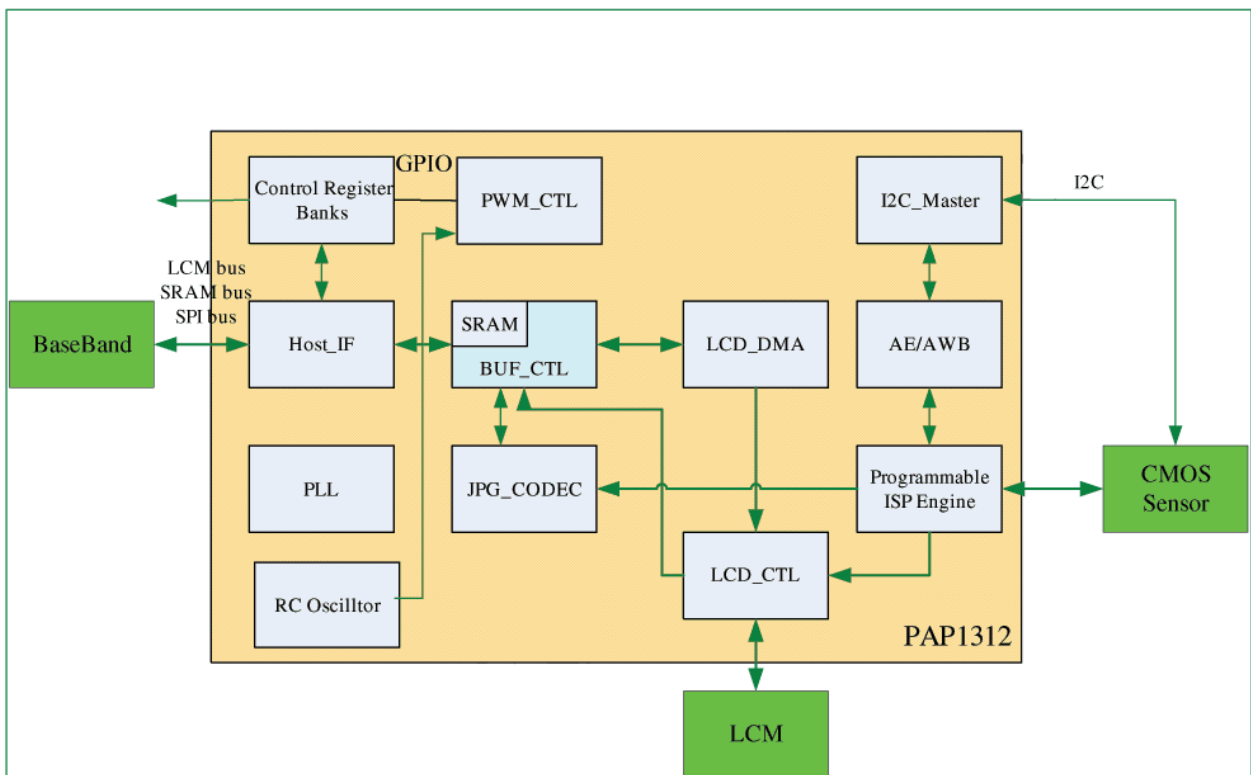 GPIO
Control Register
Banks
PWM_CTL
I2C_Master
I2C
LCM bus
SRAM bus
SPI bus
BaseBand
Host_IF
SRAM
BUF_CTL
LCD_DMA
AE/AWB
PLL
JPG_CODEC
Programmable
ISP Engine
CMOS
Sensor
RC Oscilltor
LCD_CTL
PAP1312
LCM